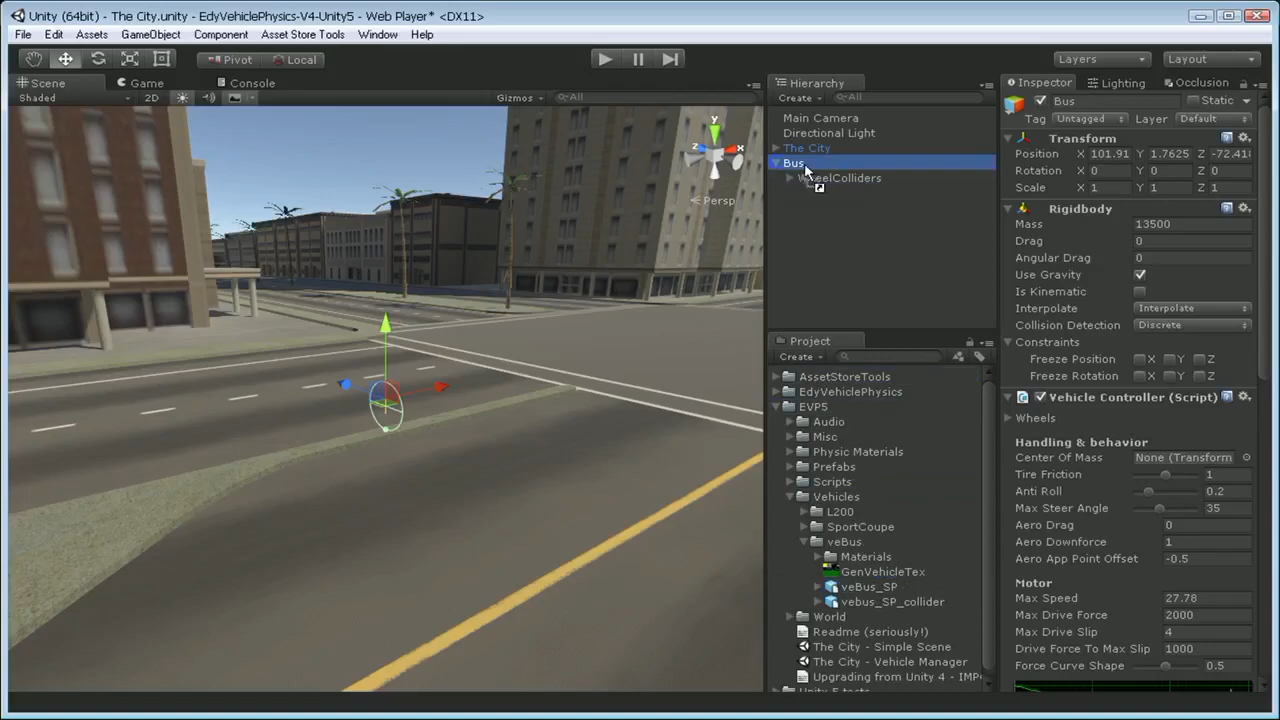 Unity (64bit) - The City.unity - EdyVehiclePhysics-V4-Unity5 - Web Player* <DX11>
File Edit Assets GameObject Component Asset Store Tools Window Help
Pivot Local Layers Layout
Scene Game Console Hierarchy Inspector Lighting Occlusion
Shaded 2D Gizmos All Create All
Bus Static
Main Camera
Tag Untagged Layer Default
Directional Light
Transform
The City
Position X 101.91 Y 1.7625 Z -72.41
Bus
Rotation X 0 Y 0 Z 0
WheelColliders
Scale X 1 Y 1 Z 1
y
z
x
Persp
Rigidbody
Mass 13500
Drag 0
Angular Drag 0
Use Gravity
Is Kinematic
Interpolate Interpolate
Collision Detection Discrete
Constraints
Freeze Position X Y Z
Freeze Rotation X Y Z
Vehicle Controller (Script)
Wheels
Handling & behavior
Center Of Mass None (Transform
Tire Friction 1
Anti Roll 0.2
Max Steer Angle 35
Aero Drag 0
Aero Downforce 1
Aero App Point Offset -0.5
Motor
Max Speed 27.78
Max Drive Force 2000
Max Drive Slip 4
Drive Force To Max Slip 1000
Force Curve Shape 0.5
Project
Create
AssetStoreTools
EdyVehiclePhysics
EVP5
Audio
Misc
Physic Materials
Prefabs
Scripts
Vehicles
L200
SportCoupe
veBus
Materials
GenVehicleTex
veBus_SP
vebus_SP_collider
World
Readme (seriously!)
The City - Simple Scene
The City - Vehicle Manager
Upgrading from Unity 4 - IMP
Unity 5 tests